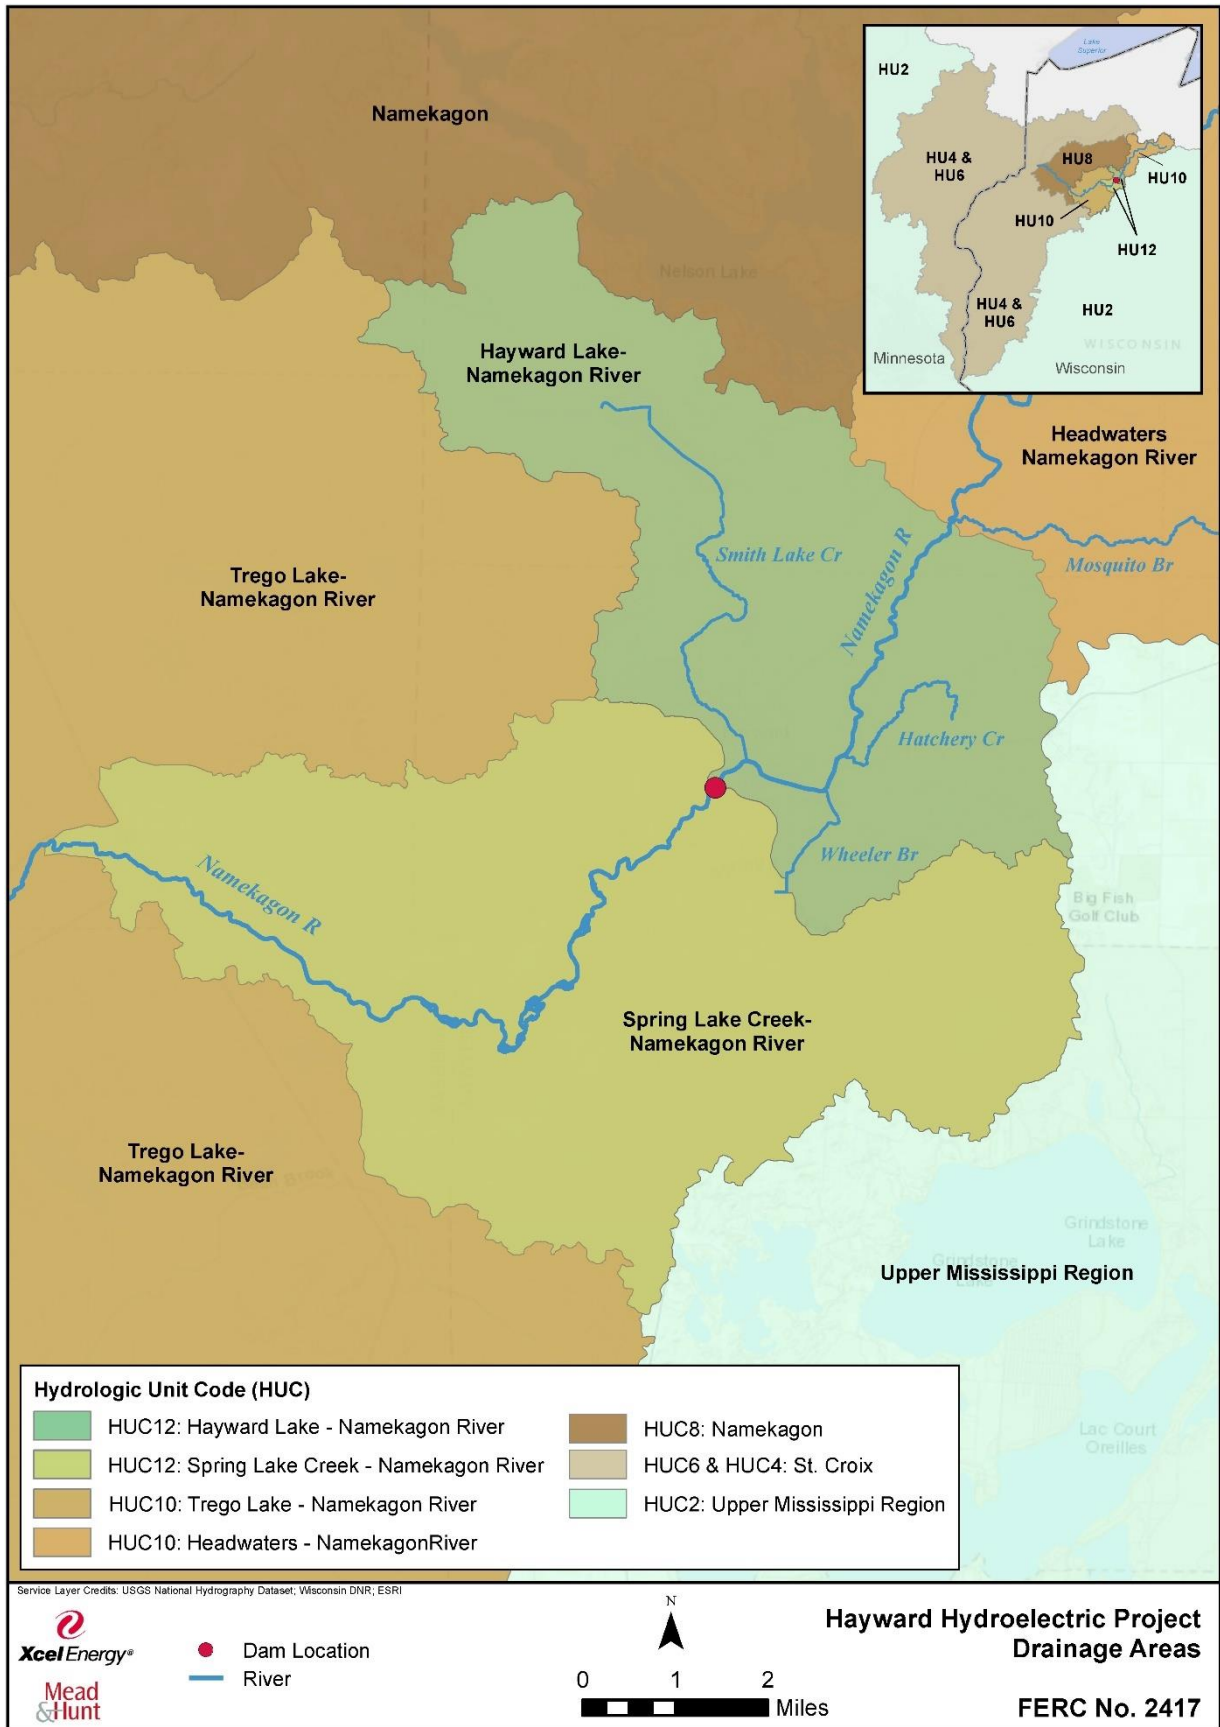 Namekagon
Nelson Lake
Hayward Lake-
Namekagon River
Headwaters
Namekagon River
Trego Lake-
Namekagon River
Smith Lake Cr
Namekagon R
Mosquito Br
Hatchery Cr
Wheeler Br
Namekagon R
Big Fish
Golf Club
Spring Lake Creek-
Namekagon River
Trego Lake-
Namekagon River
Grindstone
Lake
Grindstone
Upper Mississippi Region
Lac Court
Oreilles
Lake
Superior
HU2
HU4 &
HU6
HU8
HU10
HU10
HU12
HU4 &
HU6
HU2
WISCONSIN
Minnesota
Wisconsin
Hydrologic Unit Code (HUC)
HUC12: Hayward Lake - Namekagon River
HUC12: Spring Lake Creek - Namekagon River
HUC10: Trego Lake - Namekagon River
HUC10: Headwaters - NamekagonRiver
HUC8: Namekagon
HUC6 & HUC4: St. Croix
HUC2: Upper Mississippi Region
Service Layer Credits: USGS National Hydrography Dataset; Wisconsin DNR; ESRI
Xcel Energy®
Mead
&Hunt
Dam Location
River
N
0 1 2
Miles
Hayward Hydroelectric Project
Drainage Areas
FERC No. 2417